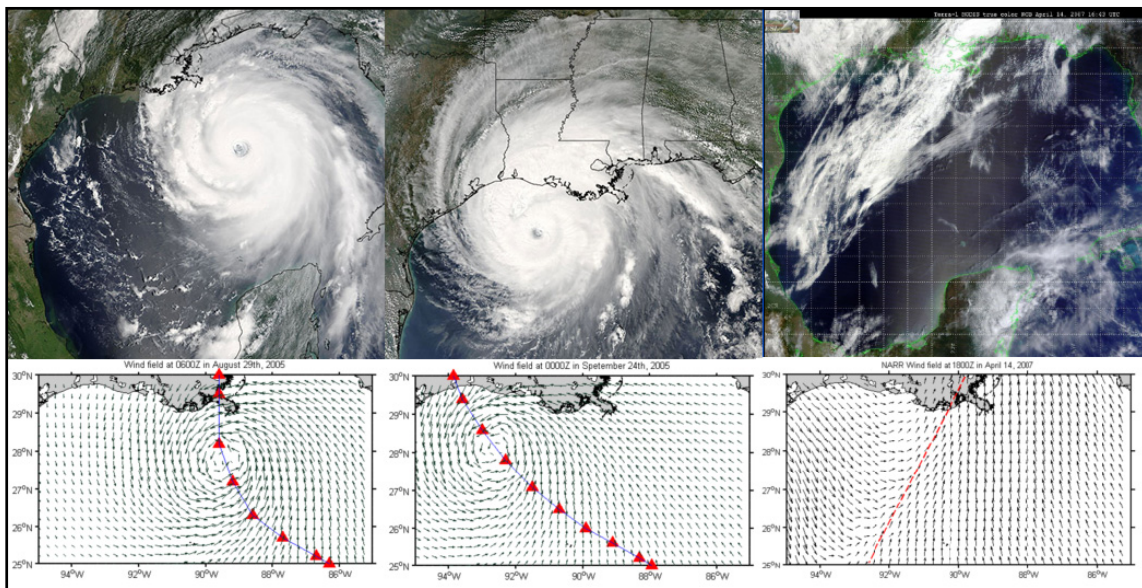 Terra-1 MODIS true color RGB April 14, 2007 16:43 UTC
Wind field at 0600Z in August 29th, 2005
Wind field at 0000Z in Spetember 24th, 2005
NARR Wind field at 1800Z in April 14, 2007
30°N
29°N
28°N
27°N
26°N
25°N
94°W
92°W
90°W
88°W
86°W
30°N
29°N
28°N
27°N
26°N
25°N
94°W
92°W
90°W
88°W
86°W
30°N
29°N
28°N
27°N
26°N
25°N
94°W
92°W
90°W
88°W
86°W